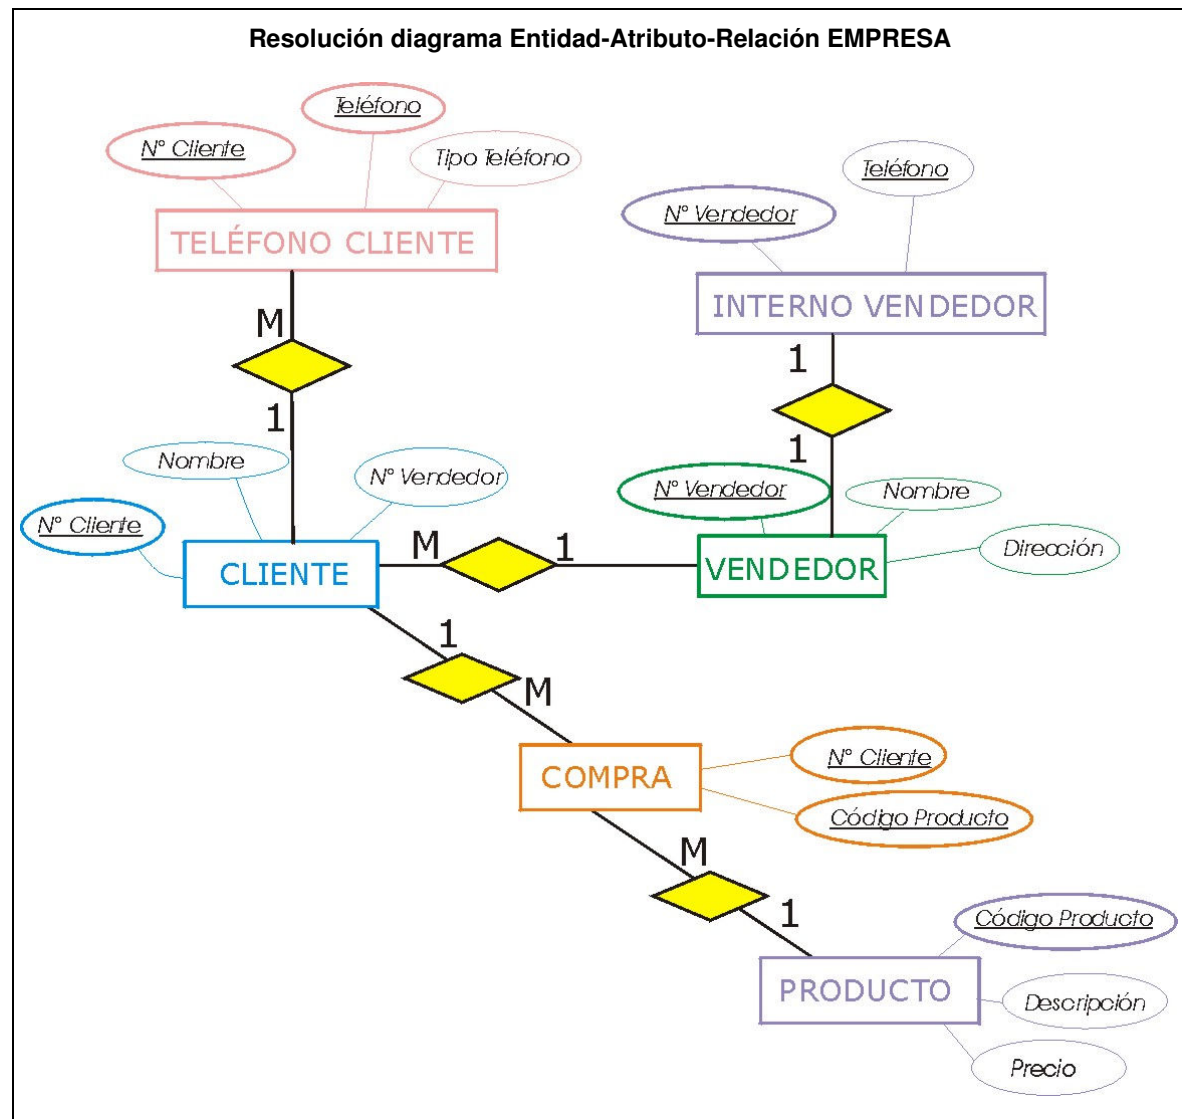 Resolución diagrama Entidad-Atributo-Relación EMPRESA
Teléfono
N° Cliente
Tipo Teléfono
TELÉFONO CLIENTE
Teléfono
N° Vendedor
INTERNO VENDEDOR
M
1
1
1
Nombre
N° Vendedor
N° Cliente
CLIENTE
M
1
N° Vendedor
Nombre
Dirección
VENDEDOR
1
M
COMPRA
N° Cliente
Código Producto
M
1
Código Producto
PRODUCTO
Descripción
Precio